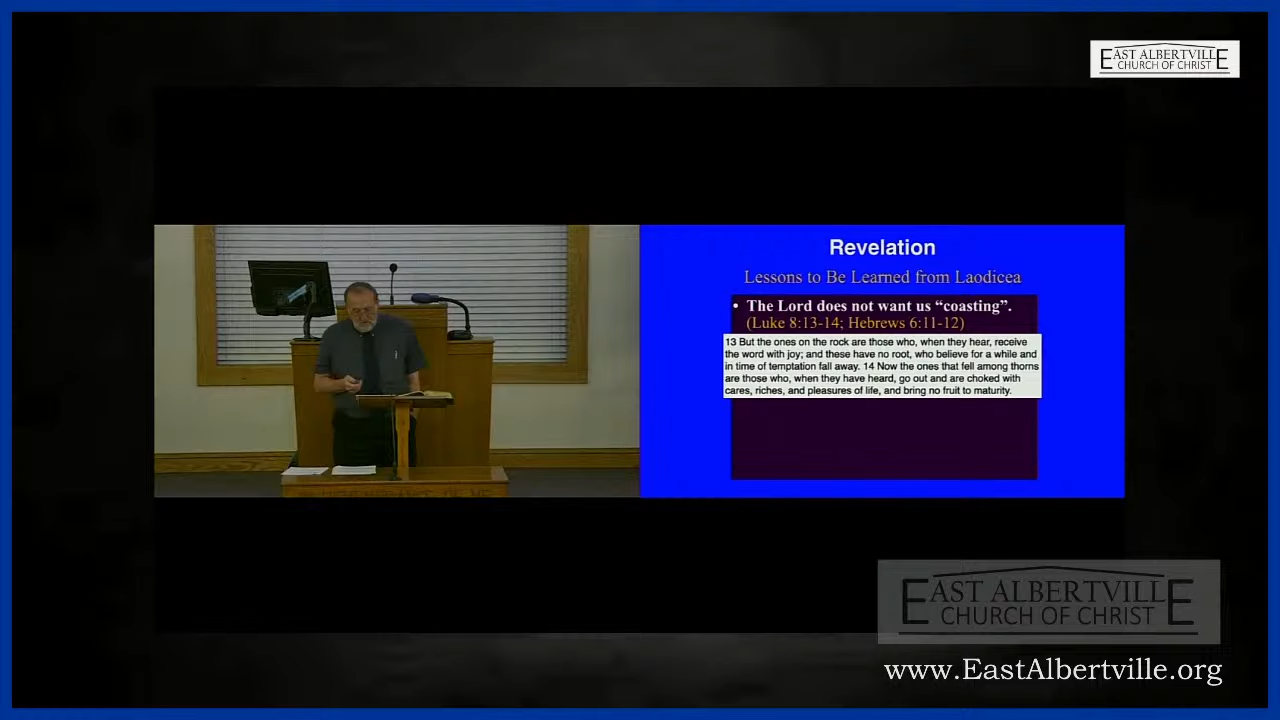 EAST ALBERTVILLE
CHURCH OF CHRIST
Revelation
Lessons to Be Learned from Laodicea
• The Lord does not want us “coasting”.
(Luke 8:13-14; Hebrews 6:11-12)
13 But the ones on the rock are those who, when they hear, receive
the word with joy; and these have no root, who believe for a while and
in time of temptation fall away. 14 Now the ones that fell among thorns
are those who, when they have heard, go out and are choked with
cares, riches, and pleasures of life, and bring no fruit to maturity.
EAST ALBERTVILLE
CHURCH OF CHRIST
www.EastAlbertville.org